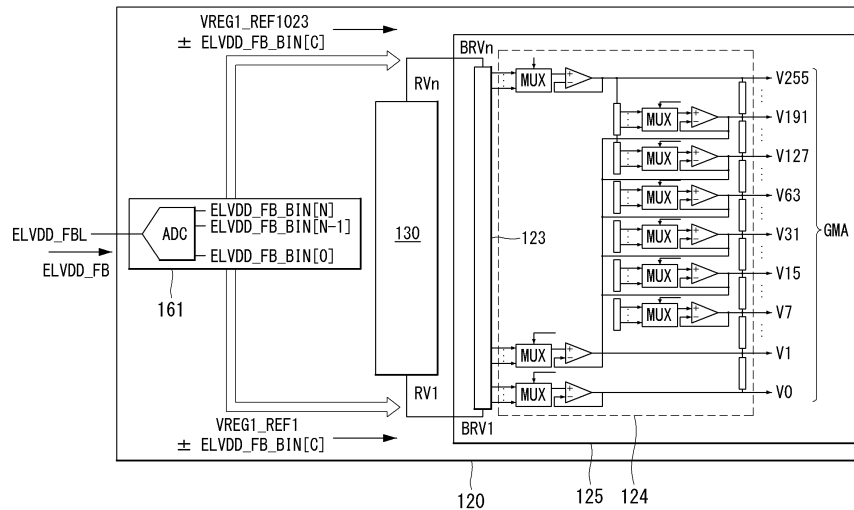 VREG1_REF1023
± ELVDD_FB_BIN[C]
BRVn
RVn
MUX
V255
MUX
V191
MUX
V127
ELVDD_FB_BIN[N]
ELVDD_FB_BIN[N-1]
ELVDD_FBL
ADC
130
MUX
V63
123
MUX
V31
GMA
ELVDD_FB
ELVDD_FB_BIN[0]
MUX
V15
161
MUX
V7
MUX
V1
RV1
MUX
V0
VREG1_REF1
± ELVDD_FB_BIN[C]
BRV1
120
125
124